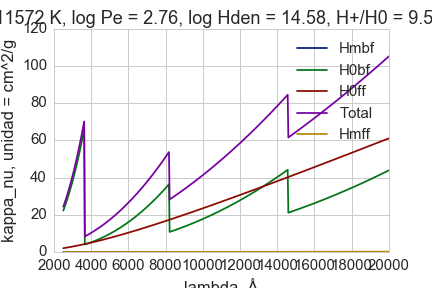 11572 K, log Pe = 2.76, log Hden = 14.58, H+/H0 = 9.5
kappa_nu, unidad = cm^2/g
120
100
80
60
40
20
0
Hmbf
H0bf
H0ff
Total
Hmff
2000 4000 6000 8000 10000 12000 14000 16000 18000 20000
lambda, Å